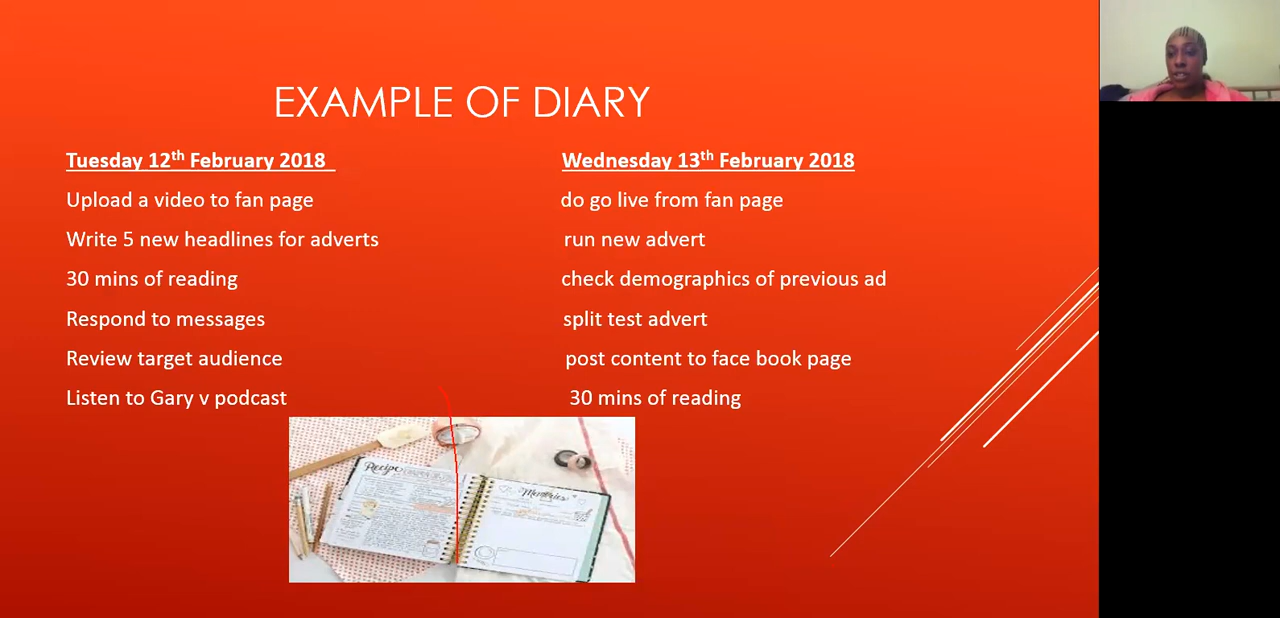 EXAMPLE OF DIARY
Tuesday 12th February 2018
Upload a video to fan page
Write 5 new headlines for adverts
30 mins of reading
Respond to messages
Review target audience
Listen to Gary v podcast
Wednesday 13th February 2018
do go live from fan page
run new advert
check demographics of previous ad
split test advert
post content to face book page
30 mins of reading
Recipe
Memories